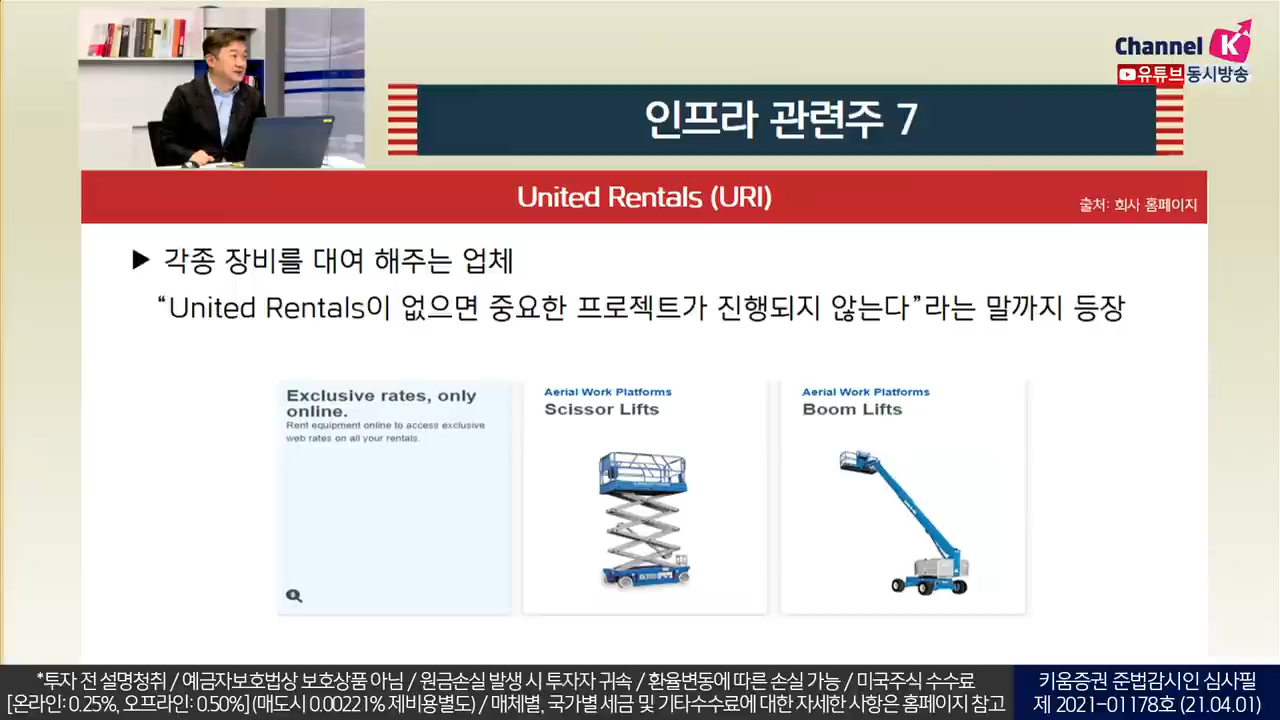 Channel K
유튜브 동시방송
인프라 관련주 7
United Rentals (URI)
출처: 회사 홈페이지
▶ 각종 장비를 대여 해주는 업체
“United Rentals이 없으면 중요한 프로젝트가 진행되지 않는다”라는 말까지 등장
Exclusive rates, only
online.
Rent equipment online to access exclusive
web rates on all your rentals.
Aerial Work Platforms
Scissor Lifts
Aerial Work Platforms
Boom Lifts
*투자 전 설명청취 / 예금자보호법상 보호상품 아님 / 원금손실 발생 시 투자자 귀속 / 환율변동에 따른 손실 가능 / 미국주식 수수료
[온라인: 0.25%, 오프라인: 0.50%] (매도시 0.00221% 제비용별도) / 매체별, 국가별 세금 및 기타수수료에 대한 자세한 사항은 홈페이지 참고
키움증권 준법감시인 심사필
제 2021-01178호 (21.04.01)